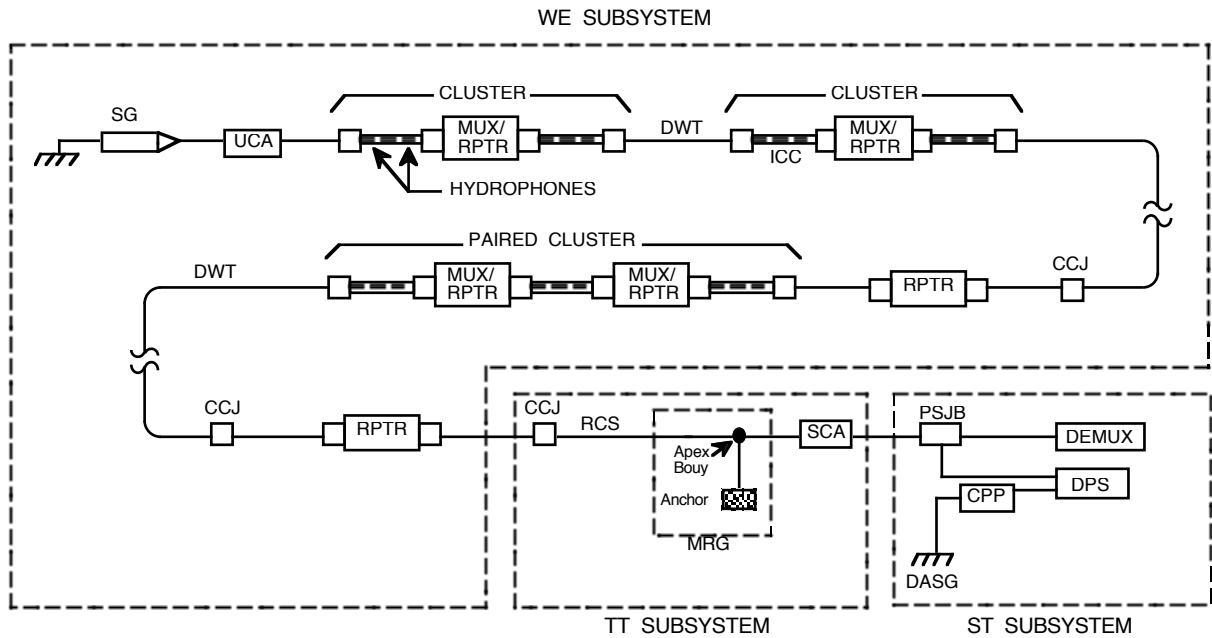 WE SUBSYSTEM
CLUSTER
CLUSTER
SG
UCA
MUX/
RPTR
DWT
ICC
MUX/
RPTR
HYDROPHONES
PAIRED CLUSTER
DWT
MUX/
RPTR
MUX/
RPTR
RPTR
CCJ
CCJ
RPTR
CCJ
RCS
Apex
Bouy
Anchor
MRG
SCA
PSJB
DEMUX
DPS
CPP
DASG
TT SUBSYSTEM
ST SUBSYSTEM